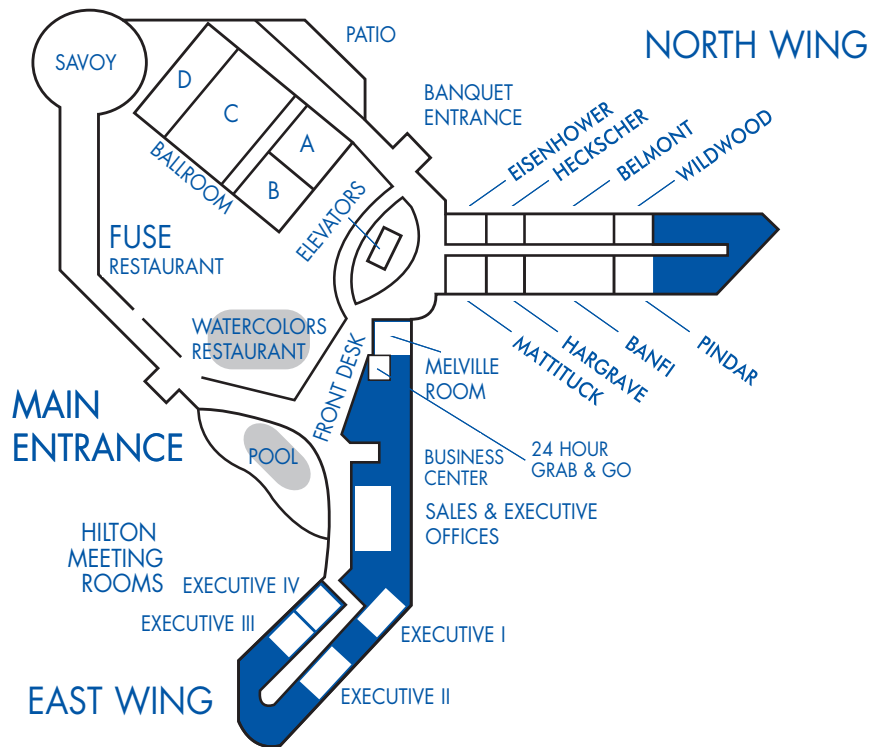 PATIO
NORTH WING
SAVOY
D
C
A
B
BALLROOM
BANQUET
ENTRANCE
EISENHOWER
HECKSCHER
BELMONT
WILDWOOD
ELEVATORS
FUSE
RESTAURANT
WATERCOLORS
RESTAURANT
FRONT DESK
MELVILLE
ROOM
MATTITUCK
HARGRAVE
BANFI
PINDAR
MAIN
ENTRANCE
POOL
BUSINESS
CENTER
24 HOUR
GRAB & GO
SALES & EXECUTIVE
OFFICES
HILTON
MEETING
ROOMS
EXECUTIVE IV
EXECUTIVE III
EXECUTIVE I
EXECUTIVE II
EAST WING